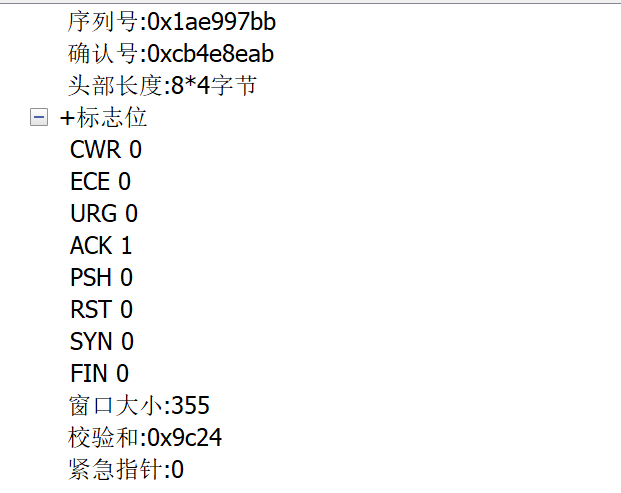 序列号:0x1ae997bb
确认号:0xcb4e8eab
头部长度:8*4字节
+标志位
CWR 0
ECE 0
URG 0
ACK 1
PSH 0
RST 0
SYN 0
FIN 0
窗口大小:355
校验和:0x9c24
紧急指针:0